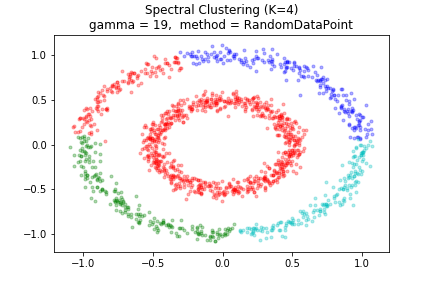 Spectral Clustering (K=4)
gamma = 19,  method = RandomDataPoint
1.0
0.5
0.0
−0.5
−1.0
−1.0 −0.5 0.0 0.5 1.0